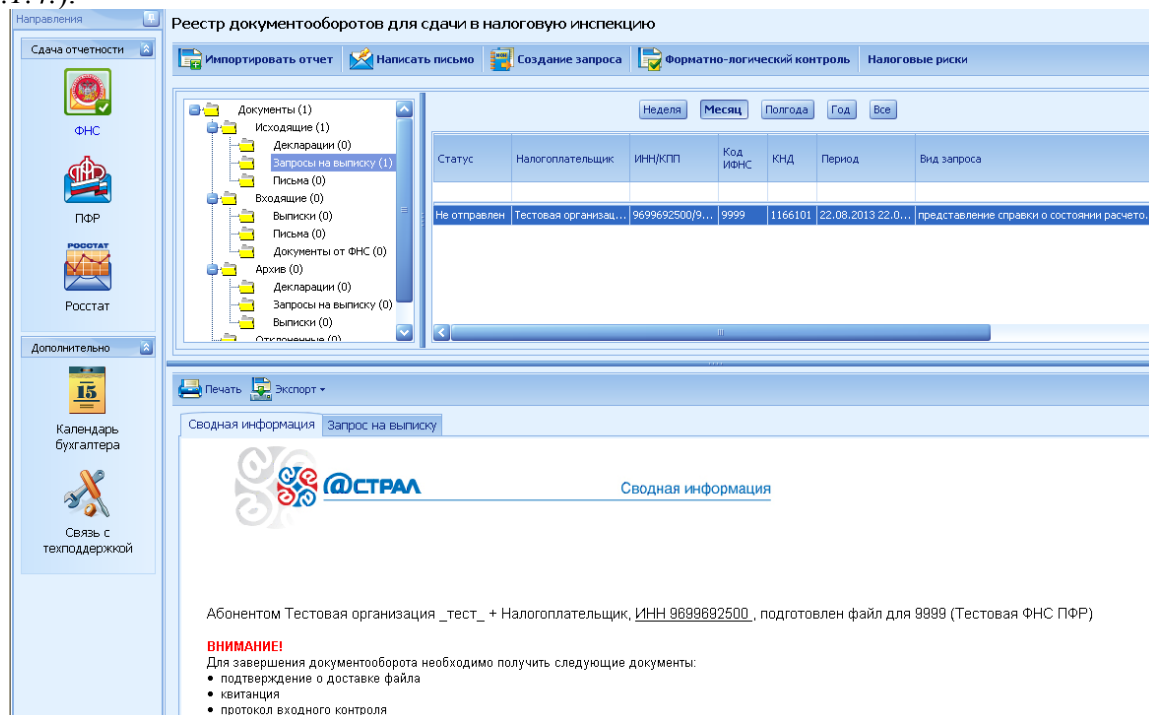 .1.4.).
Направления
Реестр документооборотов для сдачи в налоговую инспекцию
Сдача отчетности
ФНС
ПФР
РОССТАТ
Росстат
Дополнительно
15
Календарь
бухгалтера
Связь с
техподдержкой
Импортировать отчет Написать письмо Создание запроса Форматно-логический контроль Налоговые риски
Документы (1)
Исходящие (1)
Декларации (0)
Запросы на выписку (1)
Письма (0)
Входящие (0)
Выписки (0)
Письма (0)
Документы от ФНС (0)
Архив (0)
Декларации (0)
Запросы на выписку (0)
Выписки (0)
Отклоненные (0)
Неделя Месяц Полгода Год Все
Статус Налогоплательщик ИНН/КПП Код ИФНС КНД Период Вид запроса
Не отправлен Тестовая организац... 9699692500/9... 9999 1166101 22.08.2013 22.0... представление справки о состоянии расчето.
Печать Экспорт
Сводная информация Запрос на выписку
@СТРАЛ Сводная информация
Абонентом Тестовая организация _тест_ + Налогоплательщик, ИНН 9699692500 , подготовлен файл для 9999 (Тестовая ФНС ПФР)
ВНИМАНИЕ!
Для завершения документооборота необходимо получить следующие документы:
• подтверждение о доставке файла
• квитанция
• протокол входного контроля